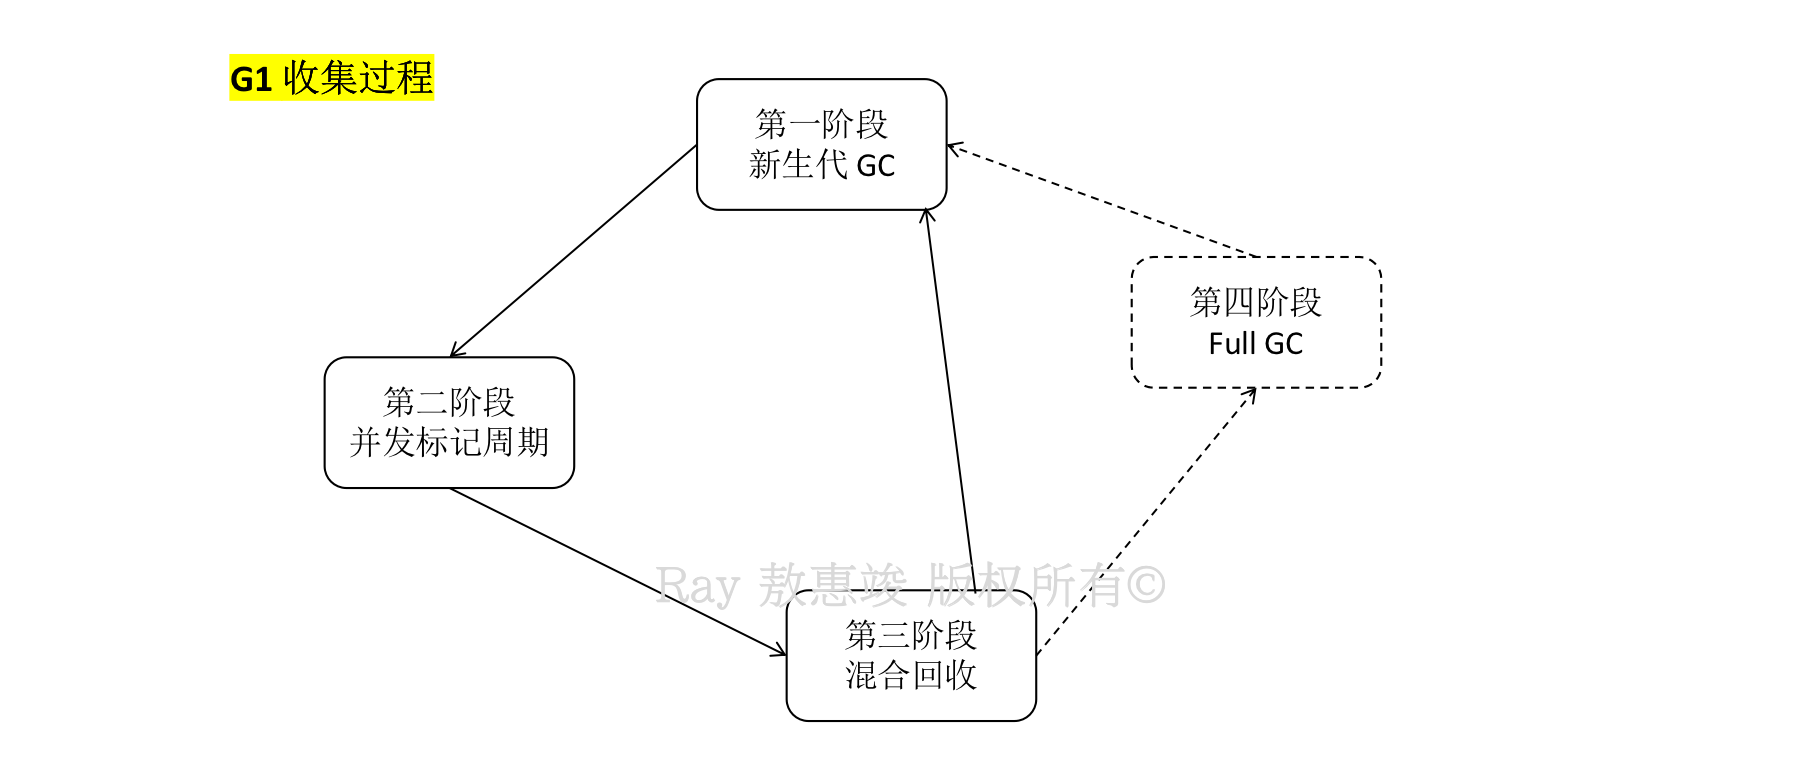 G1 收集过程
第一阶段
新生代 GC
第四阶段
Full GC
第二阶段
并发标记周期
Ray 敖惠竣 版权所有©
第三阶段
混合回收